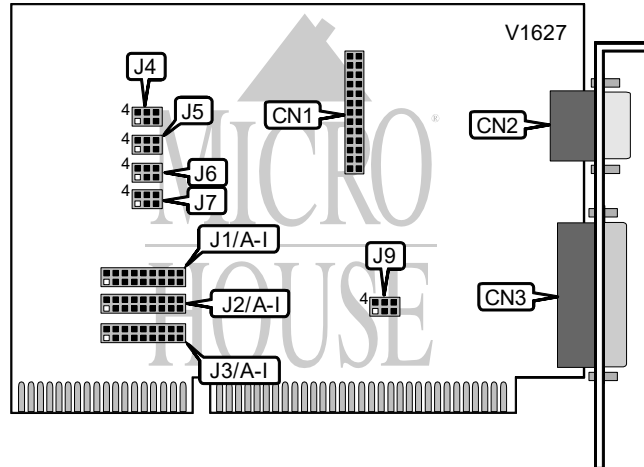 V1627
J4
4
J5
4
CN1
CN2
4
J6
4
J7
MICRO
®
J1/A-I
HOUSE
J9
4
J2/A-I
CN3
J3/A-I